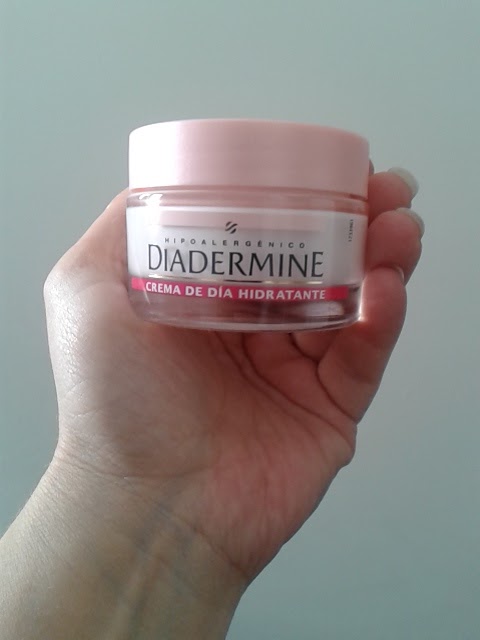 HIPOALERGÉNICO
DIADERMINE
CREMA DE DÍA HIDRATANTE